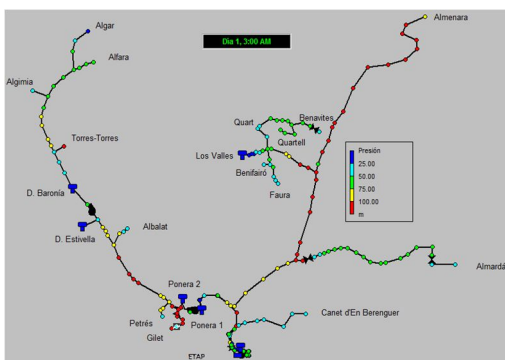 Algar
Almenara
Día 1, 3:00 AM
Alfara
Algimia
Benavites
Quart
Torres-Torres
Quartell
Los Valles
Presión
25.00
50.00
75.00
100.00
m
Benifairó
Faura
D. Baronía
D. Estivella
Albalat
Almardá
Ponera 2
Petrés
Ponera 1
Canet d'En Berenguer
Gilet
ETAP